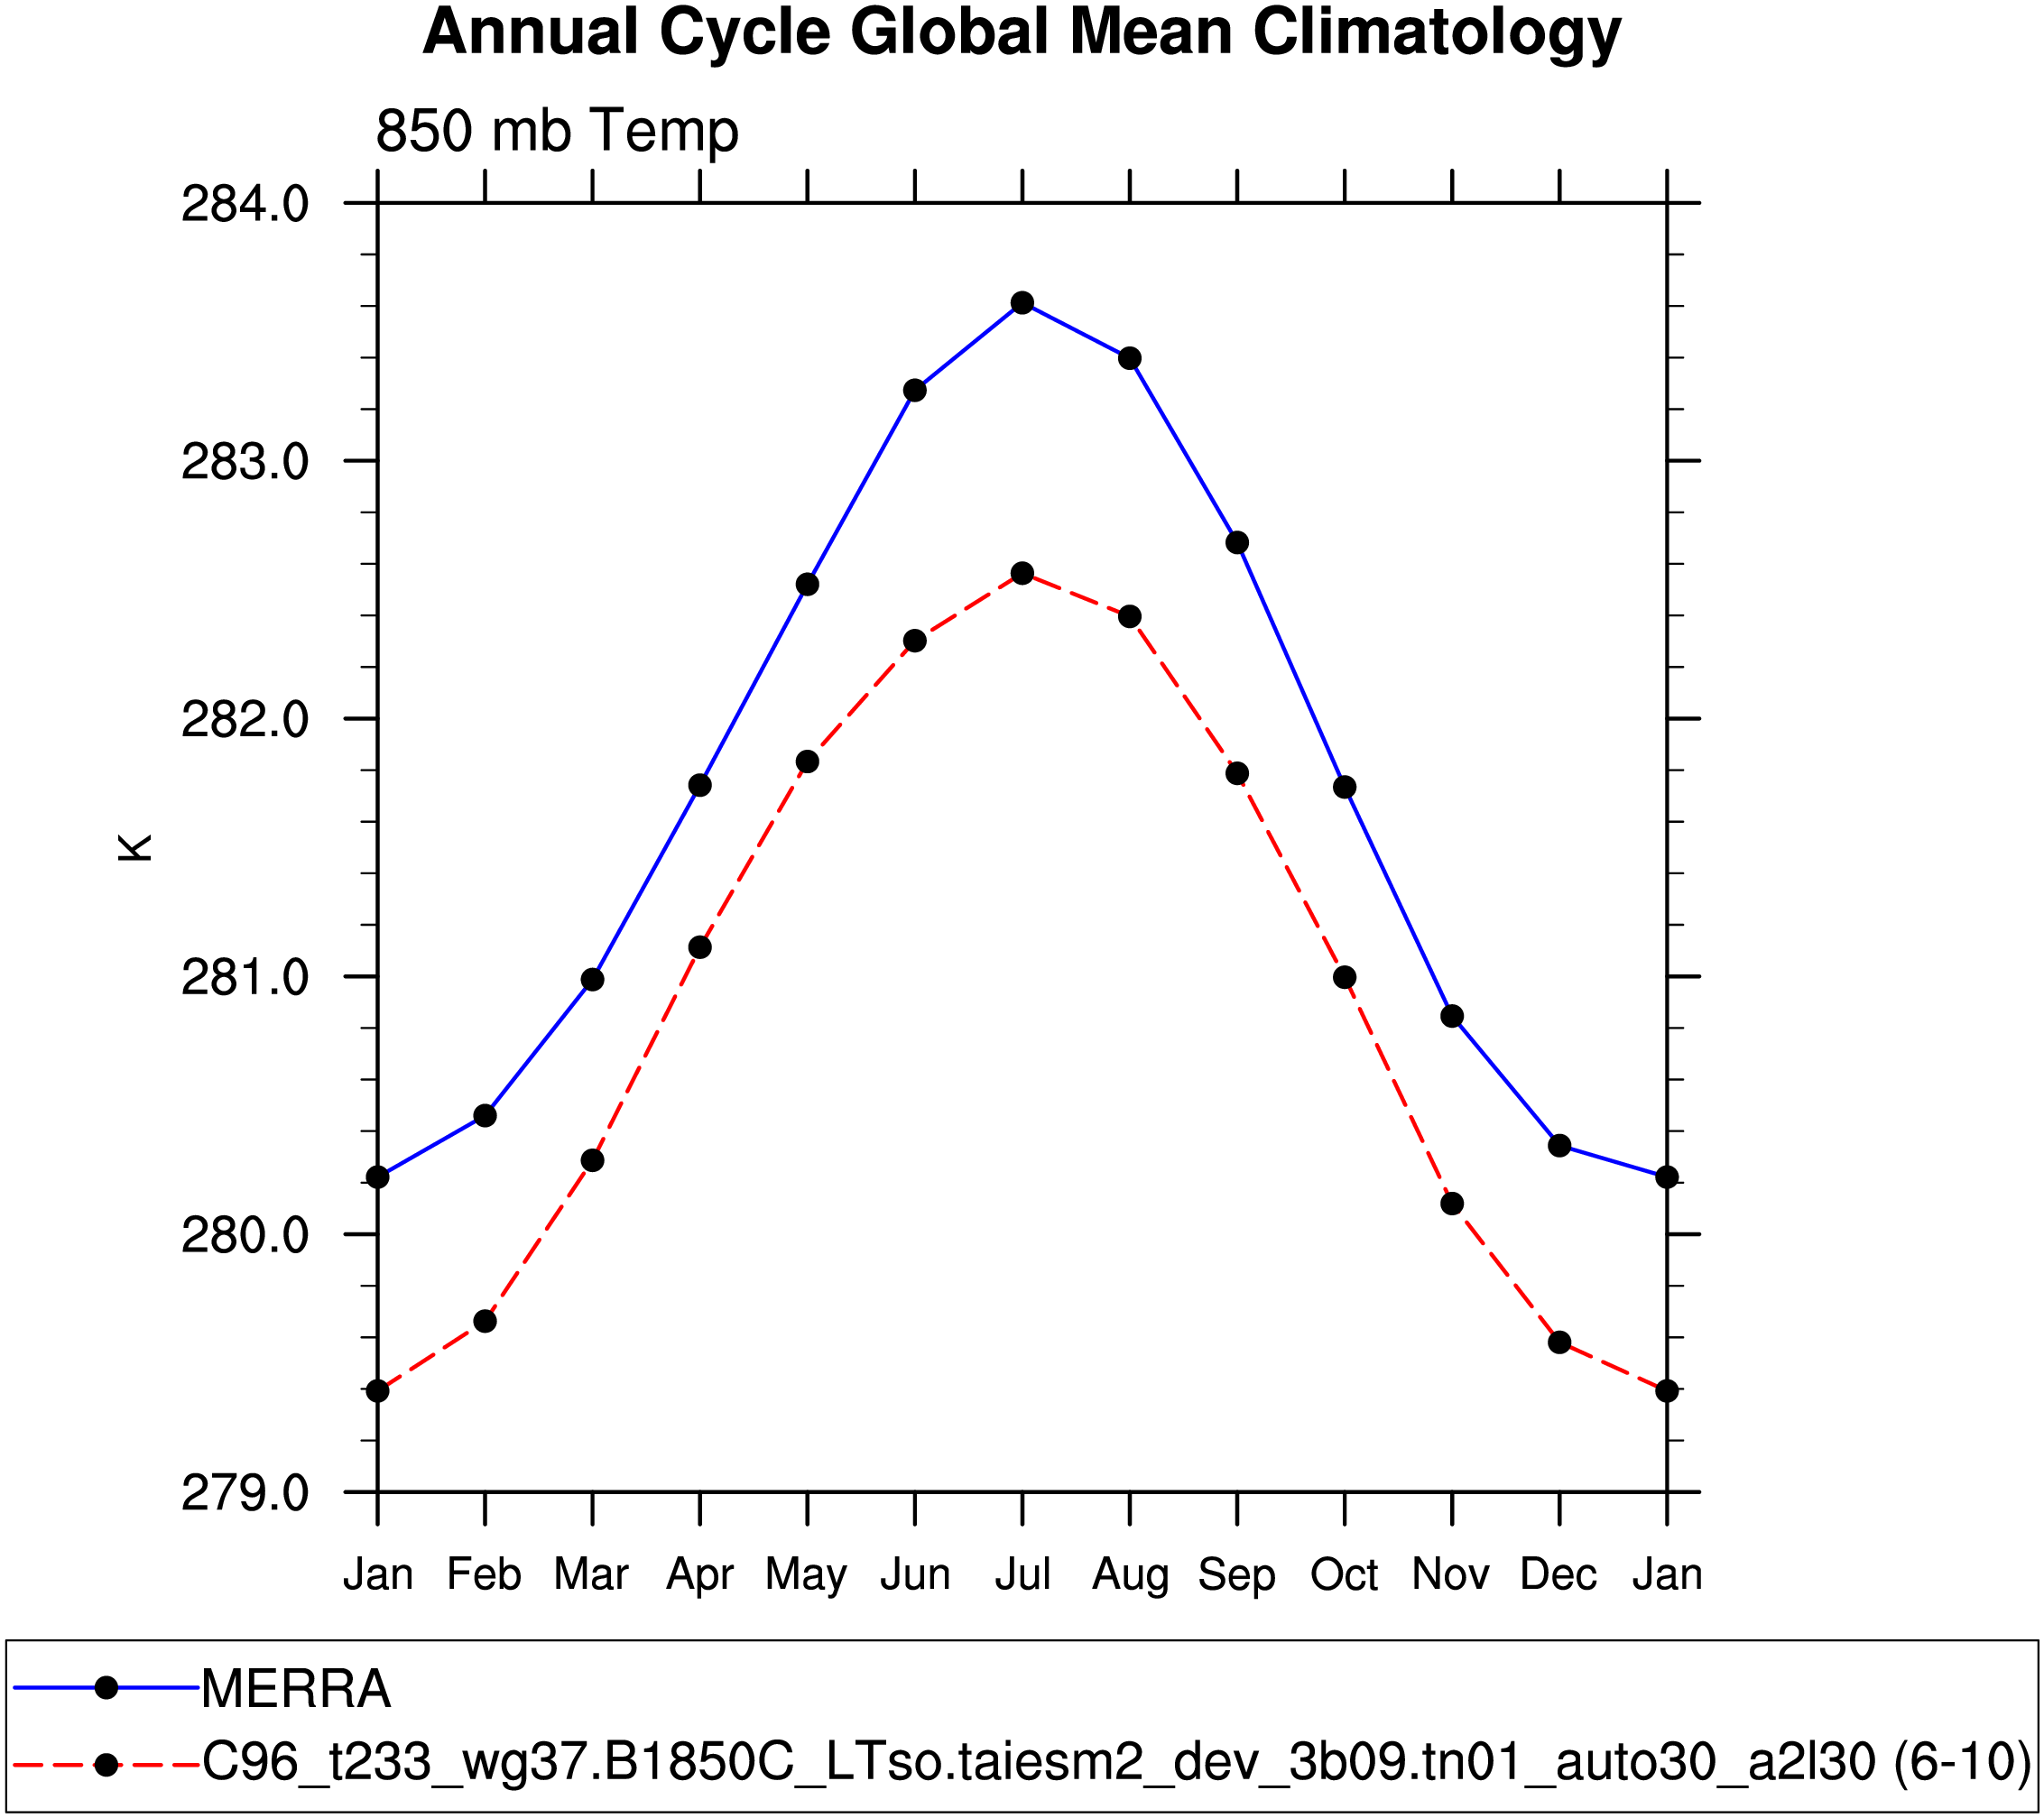 Annual Cycle Global Mean Climatology
850 mb Temp
284.0
283.0
282.0
281.0
280.0
279.0
K
Jan Feb Mar Apr May Jun Jul Aug Sep Oct Nov Dec Jan
MERRA
C96_t233_wg37.B1850C_LTso.taiesm2_dev_3b09.tn01_auto30_a2l30 (6-10)